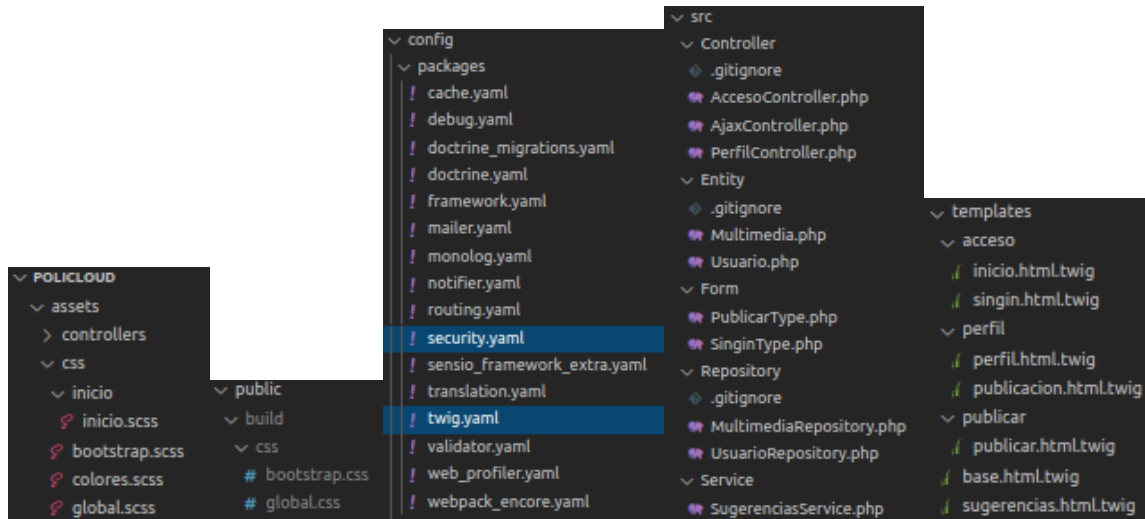 POLICLOUD
assets
controllers
css
inicio
inicio.scss
bootstrap.scss
colores.scss
global.scss
public
build
css
bootstrap.css
global.css
config
packages
cache.yaml
debug.yaml
doctrine_migrations.yaml
doctrine.yaml
framework.yaml
mailer.yaml
monolog.yaml
notifier.yaml
routing.yaml
security.yaml
sensio_framework_extra.yaml
translation.yaml
twig.yaml
validator.yaml
web_profiler.yaml
webpack_encore.yaml
src
Controller
.gitignore
AccesoController.php
AjaxController.php
PerfilController.php
Entity
.gitignore
Multimedia.php
Usuario.php
Form
PublicarType.php
SinginType.php
Repository
.gitignore
MultimediaRepository.php
UsuarioRepository.php
Service
SugerenciasService.php
templates
acceso
inicio.html.twig
singin.html.twig
perfil
perfil.html.twig
publicacion.html.twig
publicar
publicar.html.twig
base.html.twig
sugerencias.html.twig